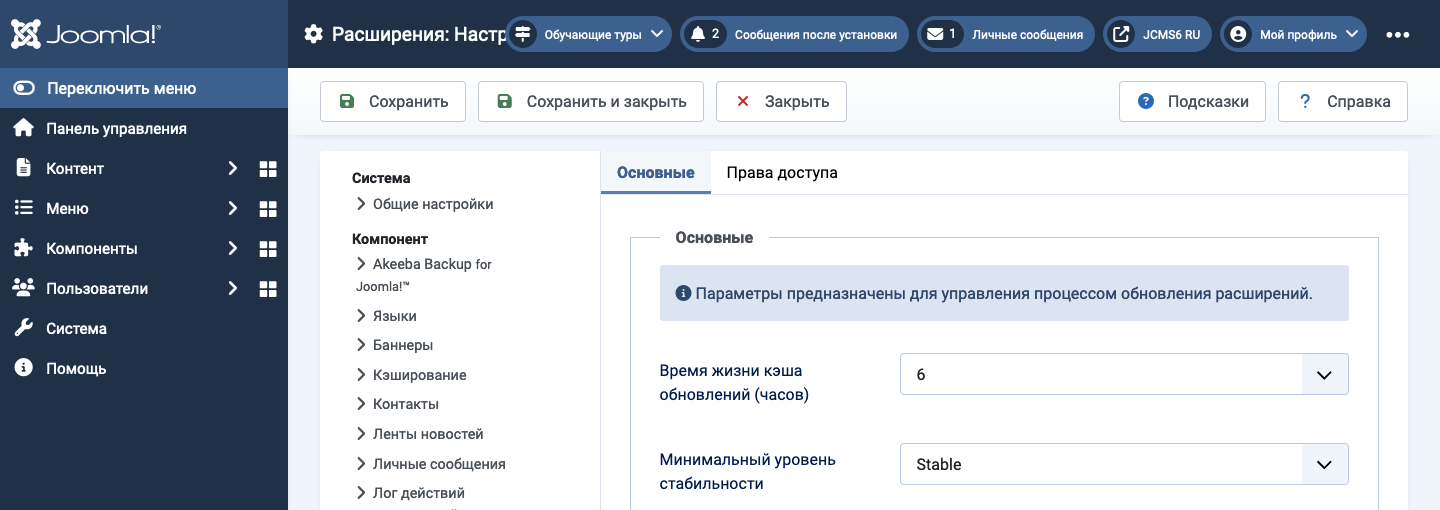 Joomla!®
Расширения: Настр
Обучающие туры
2 Сообщения после установки
1 Личные сообщения
JCMS6 RU
Мой профиль
Переключить меню
Панель управления
Контент
Меню
Компоненты
Пользователи
Система
Помощь
Сохранить
Сохранить и закрыть
Закрыть
Подсказки
Справка
Система
Общие настройки
Компонент
Akeeba Backup for
Joomla!™
Языки
Баннеры
Кэширование
Контакты
Ленты новостей
Личные сообщения
Лог действий
Основные
Права доступа
Основные
Параметры предназначены для управления процессом обновления расширений.
Время жизни кэша
обновлений (часов)
6
Минимальный уровень
стабильности
Stable